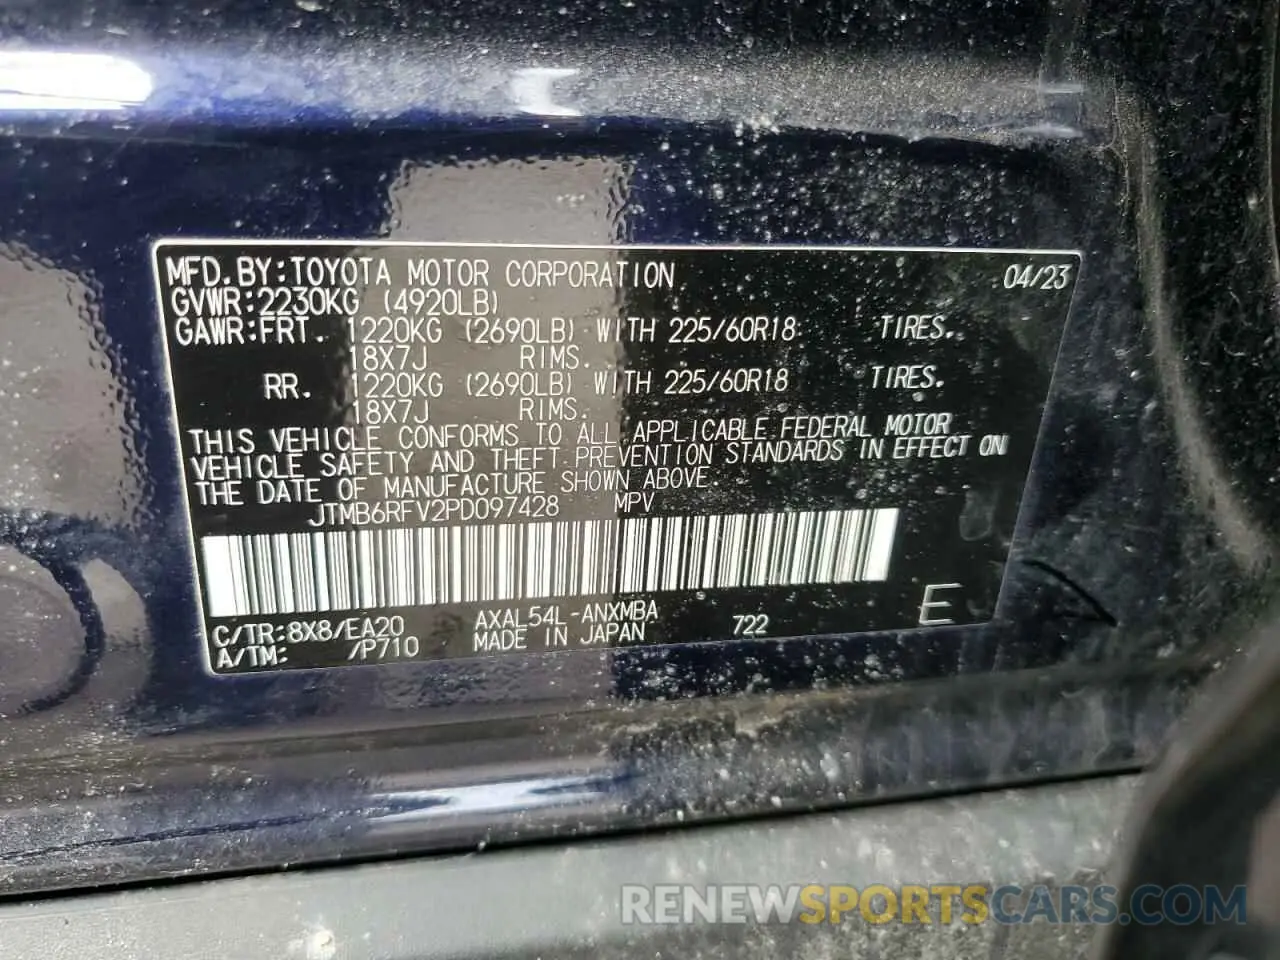 MFD.BY:TOYOTA MOTOR CORPORATION 04/23
GVWR:2230KG (4920LB)
GAWR:FRT. 1220KG (2690LB) WITH 225/60R18 TIRES.
18X7J RIMS.
RR. 1220KG (2690LB) WITH 225/60R18 TIRES.
18X7J RIMS.
THIS VEHICLE CONFORMS TO ALL APPLICABLE FEDERAL MOTOR
VEHICLE SAFETY AND THEFT PREVENTION STANDARDS IN EFFECT ON
THE DATE OF MANUFACTURE SHOWN ABOVE.
JTMB6RFV2PD097428 MPV
C/TR:8X8/EA20 AXAL54L-ANXMBA 722 E
A/TM: /P710 MADE IN JAPAN
RENEWSPORTSCARS.COM